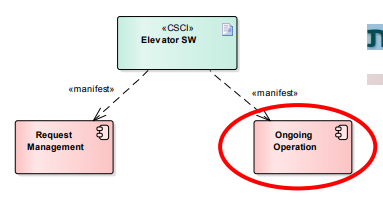 «CSCI»
Elevator SW
«manifest»
«manifest»
Request
Management
Ongoing
Operation